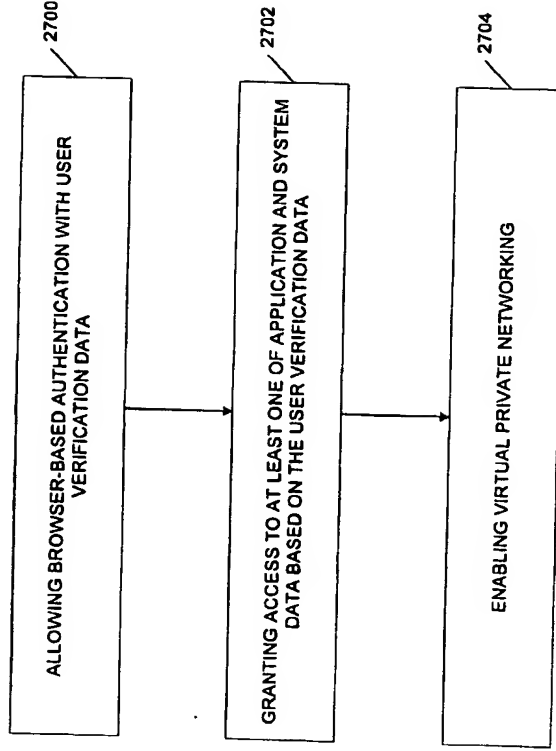 ALLOWING BROWSER-BASED AUTHENTICATION WITH USER
VERIFICATION DATA
2700
GRANTING ACCESS TO AT LEAST ONE OF APPLICATION AND SYSTEM
DATA BASED ON THE USER VERIFICATION DATA
2702
ENABLING VIRTUAL PRIVATE NETWORKING
2704